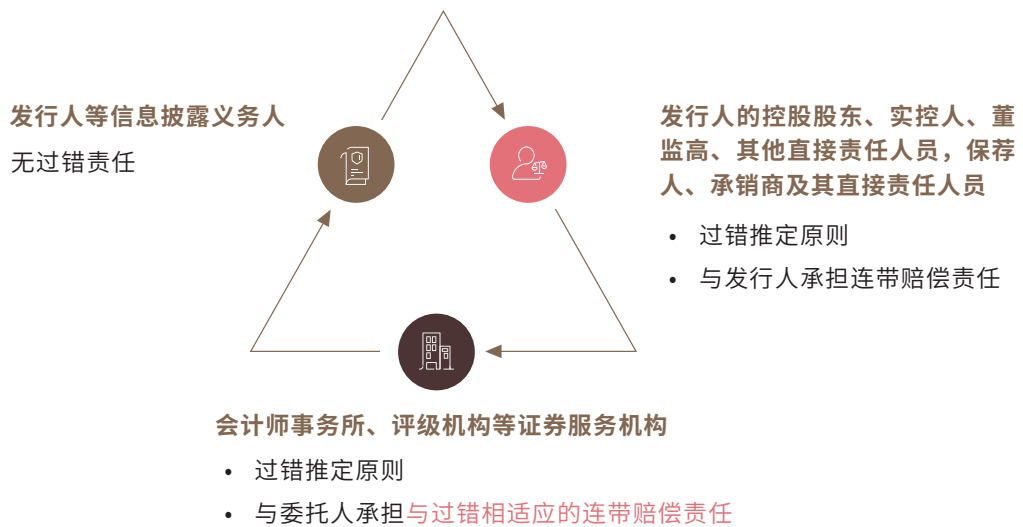 发行人等信息披露义务人
无过错责任
发行人的控股股东、实控人、董
监高、其他直接责任人员，保荐
人、承销商及其直接责任人员
• 过错推定原则
• 与发行人承担连带赔偿责任
会计师事务所、评级机构等证券服务机构
• 过错推定原则
• 与委托人承担与过错相适应的连带赔偿责任